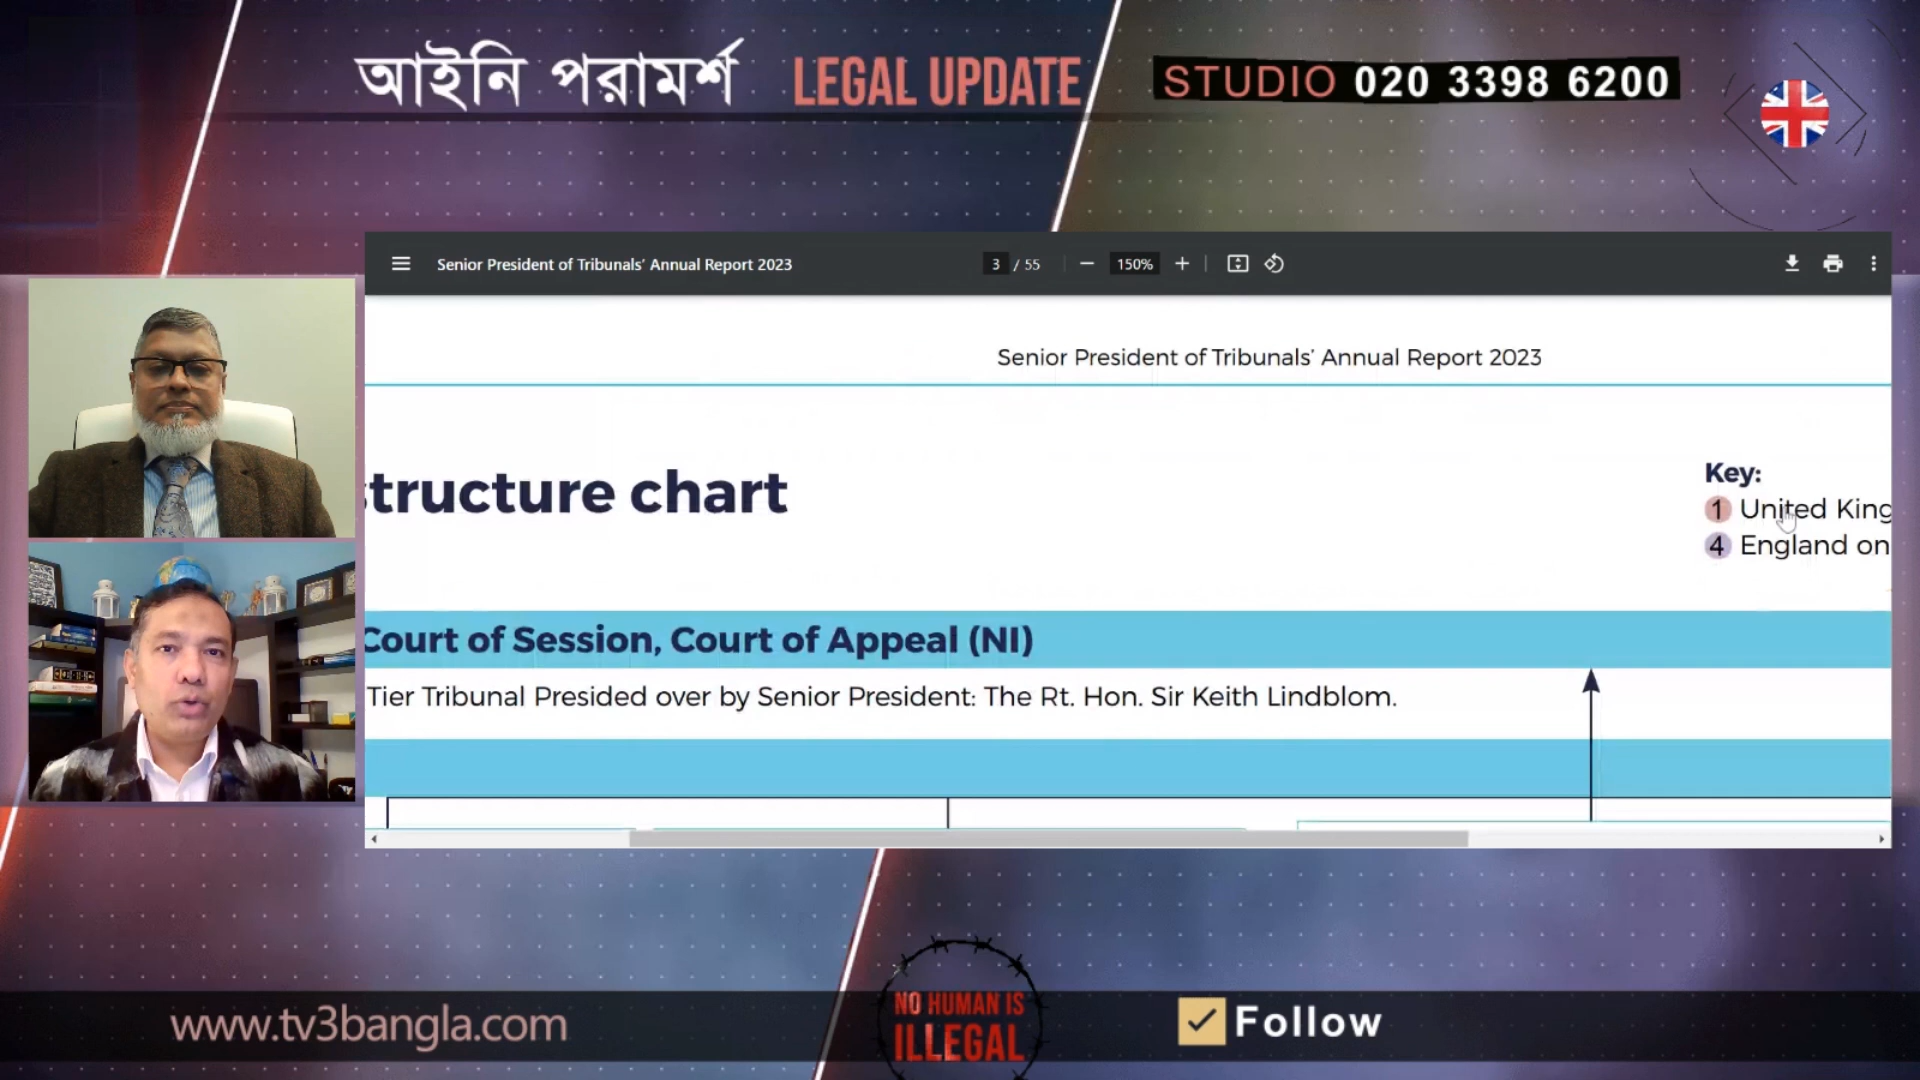 আইনি পরামর্শ LEGAL UPDATE STUDIO 020 3398 6200
Senior President of Tribunals’ Annual Report 2023 3 / 55 150%
Senior President of Tribunals’ Annual Report 2023
structure chart
Key:
1 United King
4 England on
Court of Session, Court of Appeal (NI)
Tier Tribunal Presided over by Senior President: The Rt. Hon. Sir Keith Lindblom.
www.tv3bangla.com
NO HUMAN IS
ILLEGAL
Follow